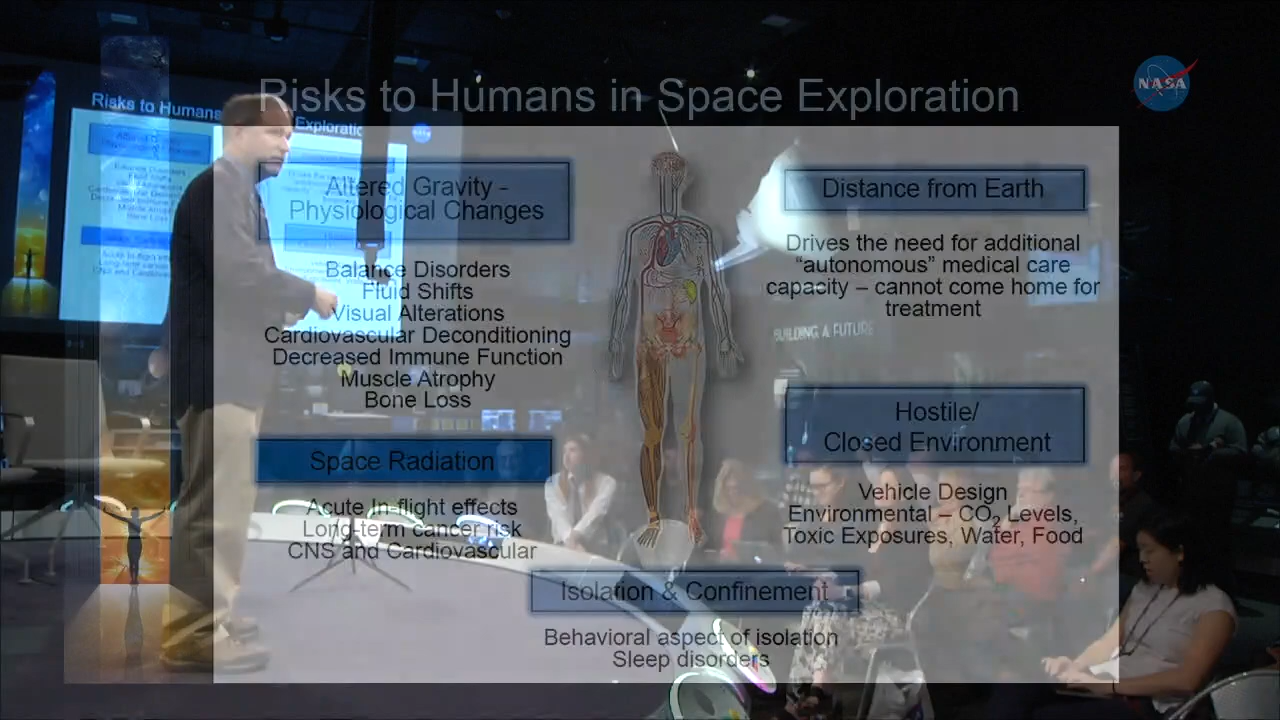 Risks to Humans in Space Exploration
NASA
Altered Gravity -
Physiological Changes
Balance Disorders
Fluid Shifts
Visual Alterations
Cardiovascular Deconditioning
Decreased Immune Function
Muscle Atrophy
Bone Loss
Space Radiation
Acute In-flight effects
Long-term cancer risk
CNS and Cardiovascular
Distance from Earth
Drives the need for additional
“autonomous” medical care
capacity – cannot come home for
treatment
Hostile/
Closed Environment
Vehicle Design
Environmental – CO₂ Levels,
Toxic Exposures, Water, Food
Isolation & Confinement
Behavioral aspect of isolation
Sleep disorders
Risks to Humans
Exploratio
BUILDING A FUTURE